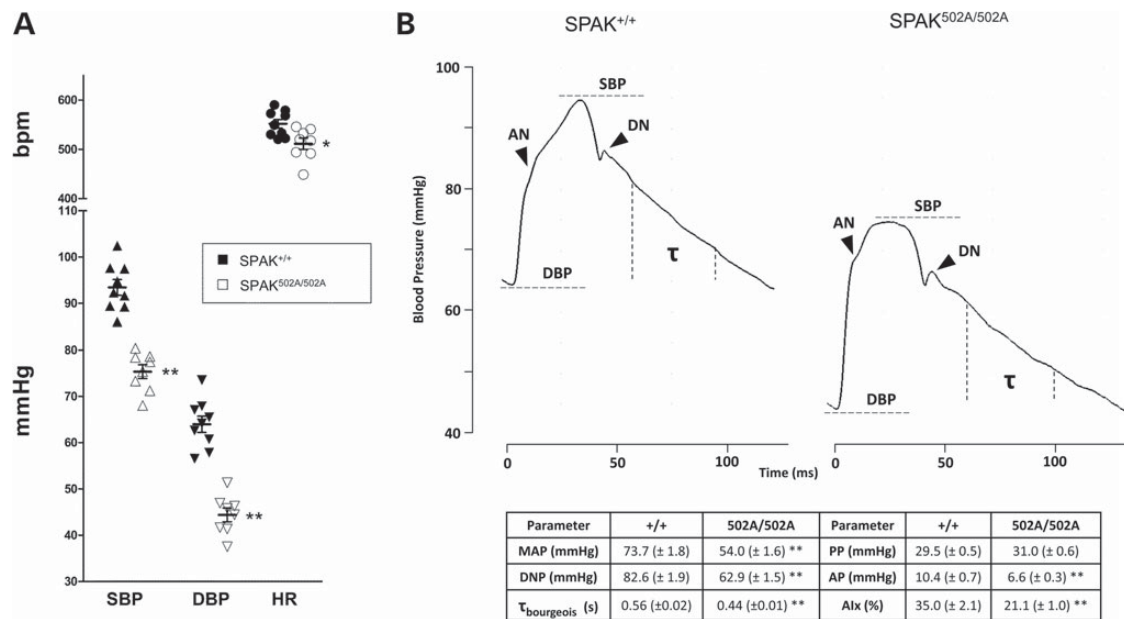 A
bpm
600
500
400
110
100
90
80
70
60
50
40
30
mmHg
*
**
**
■ SPAK+/+
□ SPAK502A/502A
SBP DBP HR
B
SPAK+/+
SPAK502A/502A
Blood Pressure (mmHg)
100
80
60
40
AN
SBP
DN
DBP
τ
AN
SBP
DN
DBP
τ
0 50 100
Time (ms)
0 50 100
Parameter +/+ 502A/502A Parameter +/+ 502A/502A
MAP (mmHg) 73.7 (± 1.8) 54.0 (± 1.6) ** PP (mmHg) 29.5 (± 0.5) 31.0 (± 0.6)
DNP (mmHg) 82.6 (± 1.9) 62.9 (± 1.5) ** AP (mmHg) 10.4 (± 0.7) 6.6 (± 0.3) **
τbourgeois (s) 0.56 (±0.02) 0.44 (±0.01) ** AIx (%) 35.0 (± 2.1) 21.1 (± 1.0) **